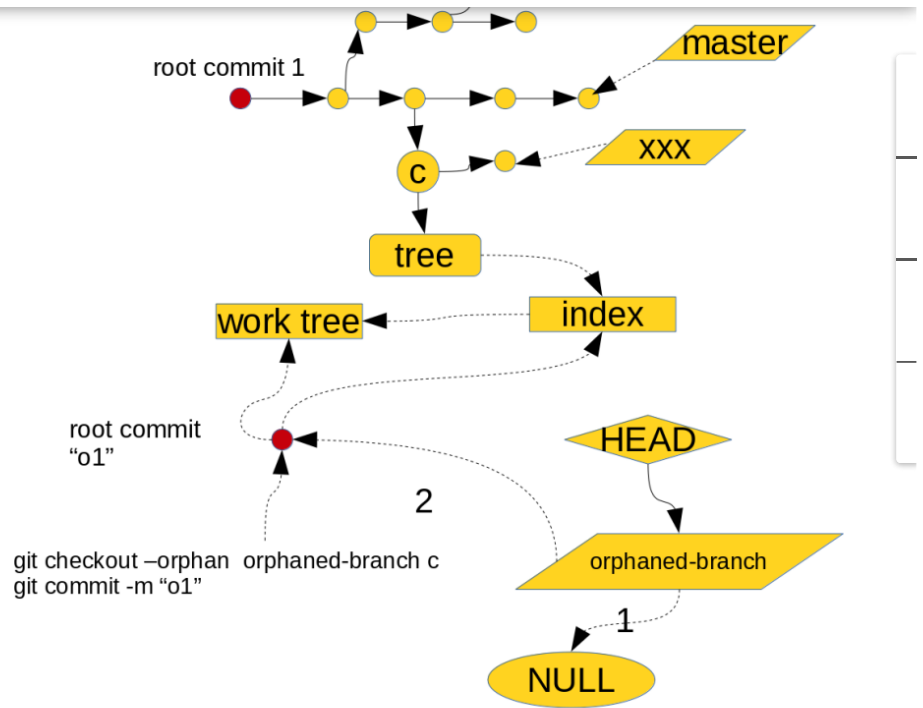 master
root commit 1
xxx
c
tree
index
work tree
root commit
“o1”
HEAD
2
git checkout –orphan  orphaned-branch c
git commit -m “o1”
orphaned-branch
1
NULL